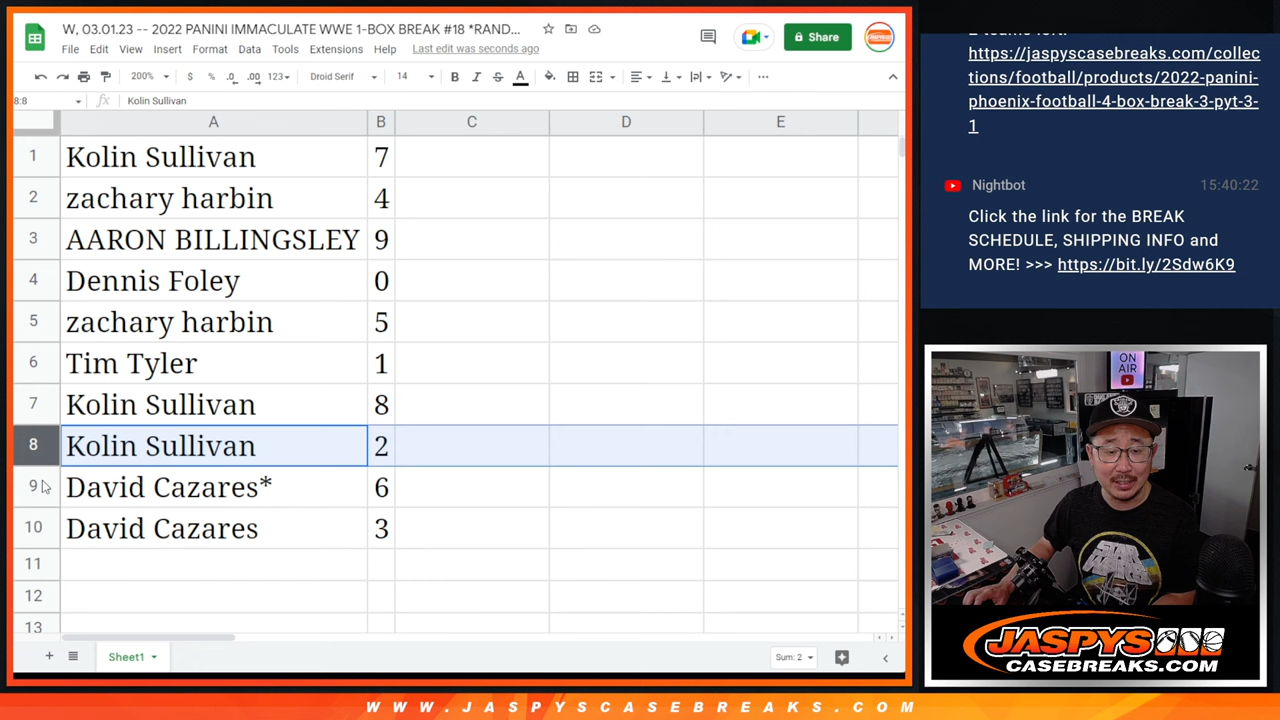 W, 03.01.23 -- 2022 PANINI IMMACULATE WWE 1-BOX BREAK #18 *RAND...
File Edit View Insert Format Data Tools Extensions Help Last edit was seconds ago
Share
200% $ % .0 .00 123 Droid Serif 14 B I S A
8:8 fx Kolin Sullivan
A B C D E
1 Kolin Sullivan 7
2 zachary harbin 4
3 AARON BILLINGSLEY 9
4 Dennis Foley 0
5 zachary harbin 5
6 Tim Tyler 1
7 Kolin Sullivan 8
8 Kolin Sullivan 2
9 David Cazares* 6
10 David Cazares 3
11
12
13
Sheet1 Sum: 2
https://jaspyscasebreaks.com/collec
tions/football/products/2022-panini-
phoenix-football-4-box-break-3-pyt-3-
1
Nightbot 15:40:22
Click the link for the BREAK
SCHEDULE, SHIPPING INFO and
MORE! >>> https://bit.ly/2Sdw6K9
ON
AIR
STAR
WARS
JASPYS
CASEBREAKS.COM
WWW.JASPYSCASEBREAKS.COM